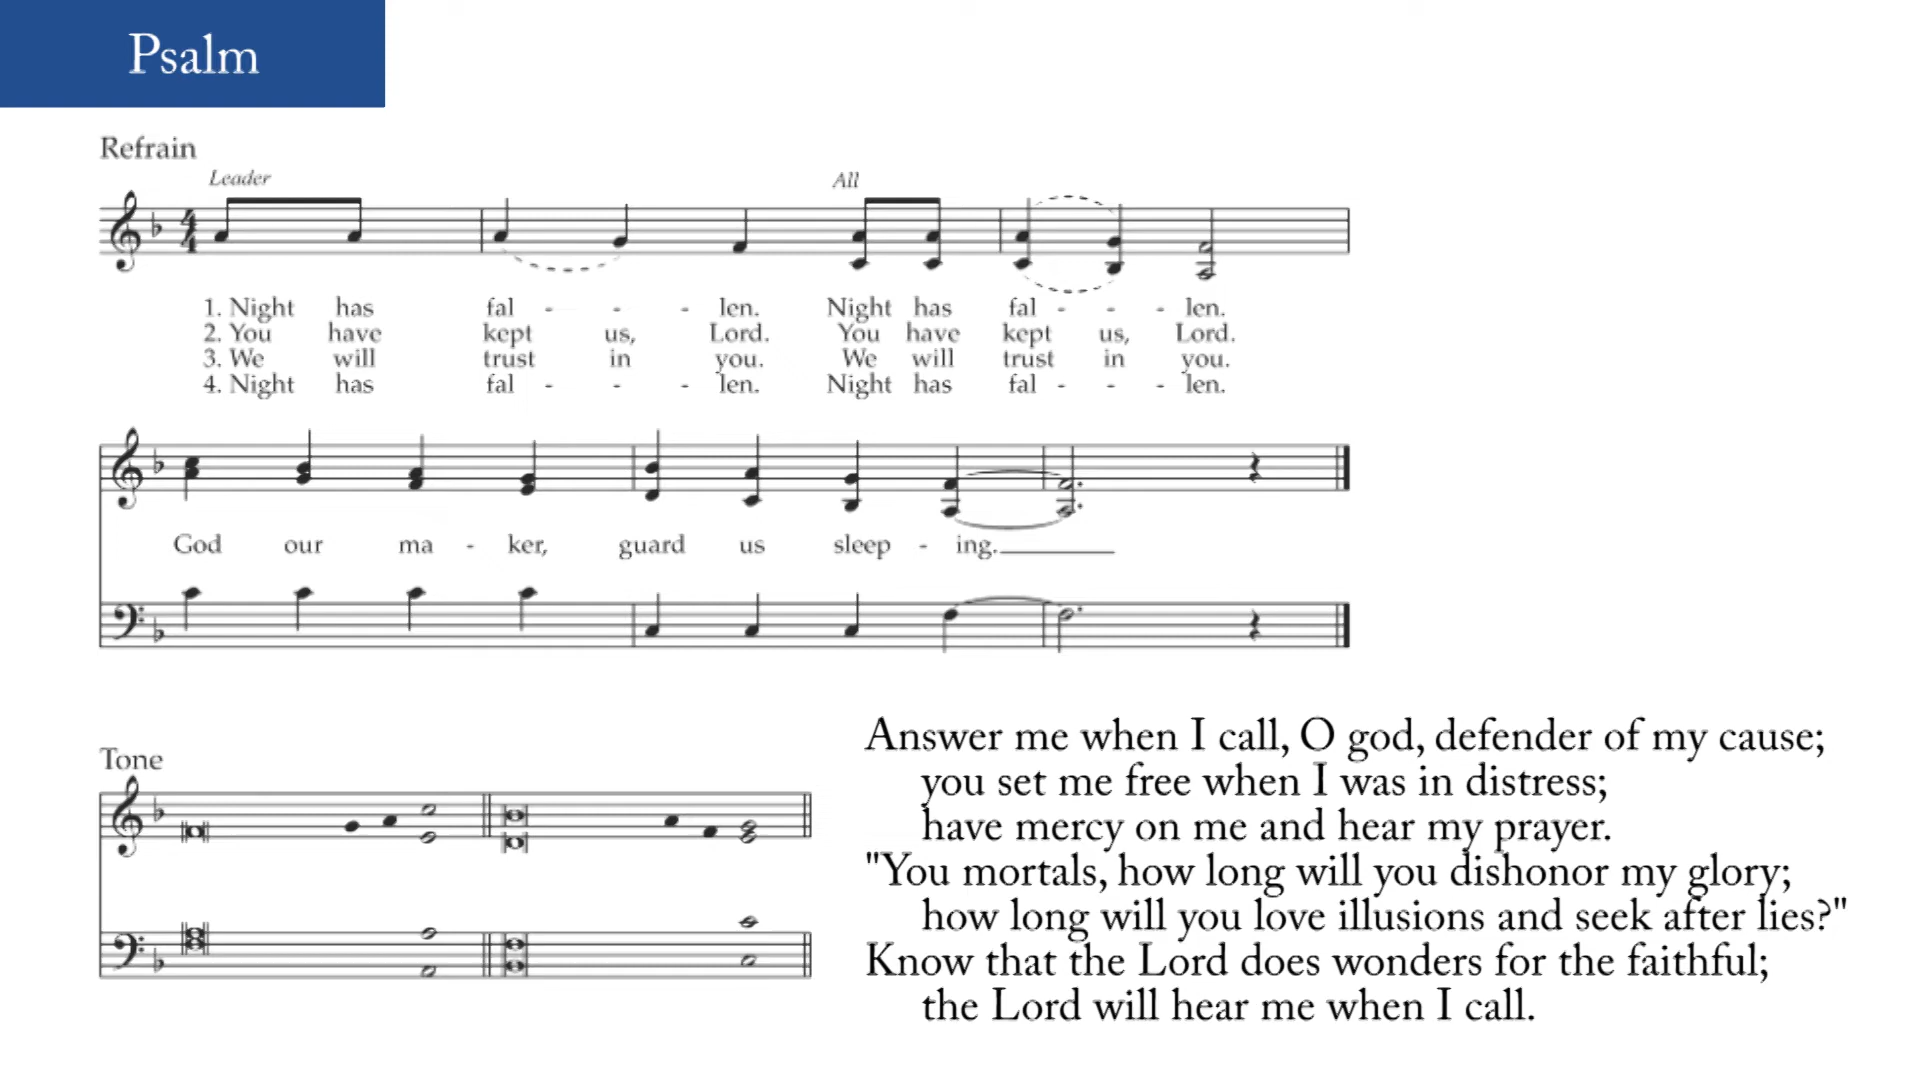 Psalm
Refrain
Leader
All
1. Night has fal - - - len. Night has fal - - - len.
2. You have kept us, Lord. You have kept us, Lord.
3. We will trust in you. We will trust in you.
4. Night has fal - - - len. Night has fal - - - len.
God our ma - ker, guard us sleep - ing.
Tone
Answer me when I call, O god, defender of my cause;
you set me free when I was in distress;
have mercy on me and hear my prayer.
"You mortals, how long will you dishonor my glory;
how long will you love illusions and seek after lies?"
Know that the Lord does wonders for the faithful;
the Lord will hear me when I call.